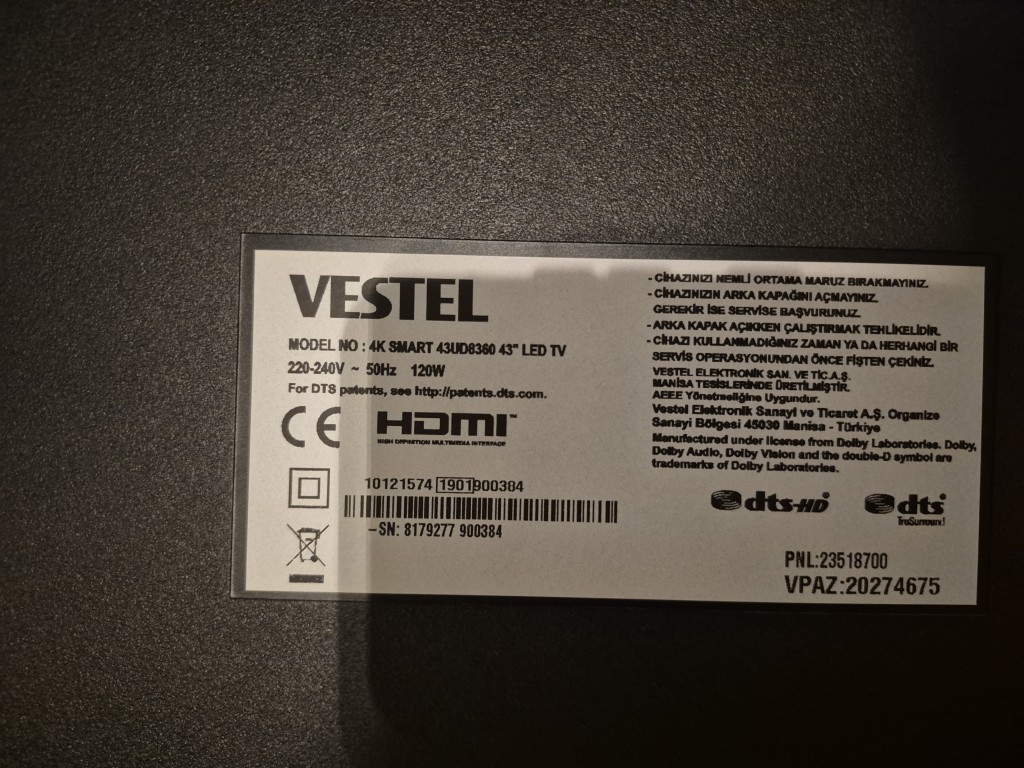 VESTEL
MODEL NO : 4K SMART 43UD8360 43" LED TV
220-240V ~ 50Hz 120W
For DTS patents, see http://patents.dts.com.
CE HDMI™
HIGH DEFINITION MULTIMEDIA INTERFACE
10121574 1901900384
-SN: 8179277 900384
- CİHAZINIZI NEMLİ ORTAMA MARUZ BIRAKMAYINIZ.
- CİHAZINIZIN ARKA KAPAĞINI AÇMAYINIZ.
GEREKİR İSE SERVİSE BAŞVURUNUZ.
- ARKA KAPAK AÇIKKEN ÇALIŞTIRMAK TEHLİKELİDİR.
- CİHAZI KULLANMADIĞINIZ ZAMAN YA DA HERHANGİ BİR
SERVİS OPERASYONUNDAN ÖNCE FİŞTEN ÇEKİNİZ.
VESTEL ELEKTRONİK SAN. VE TİC.A.Ş.
MANİSA TESİSLERİNDE ÜRETİLMİŞTİR.
AEEE Yönetmeliğine Uygundur.
Vestel Elektronik Sanayi ve Ticaret A.Ş. Organize
Sanayi Bölgesi 45030 Manisa - Türkiye
Manufactured under license from Dolby Laboratories. Dolby,
Dolby Audio, Dolby Vision and the double-D symbol are
trademarks of Dolby Laboratories.
dts-HD® dts®
TruSurround
PNL:23518700
VPAZ:20274675